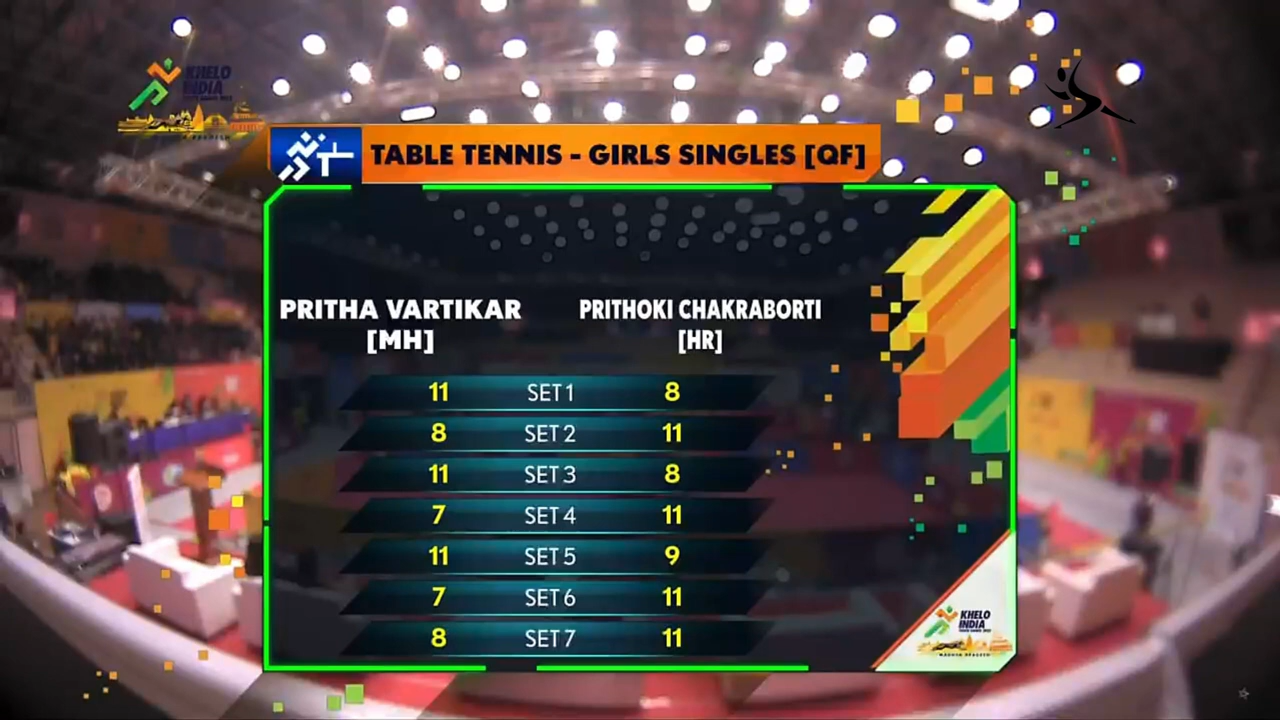 KHELO
INDIA
TABLE TENNIS - GIRLS SINGLES [QF]
PRITHA VARTIKAR PRITHOKI CHAKRABORTI
[MH] [HR]
11 SET 1 8
8 SET 2 11
11 SET 3 8
7 SET 4 11
11 SET 5 9
7 SET 6 11
8 SET 7 11
KHELO
INDIA
MADHYA PRADESH